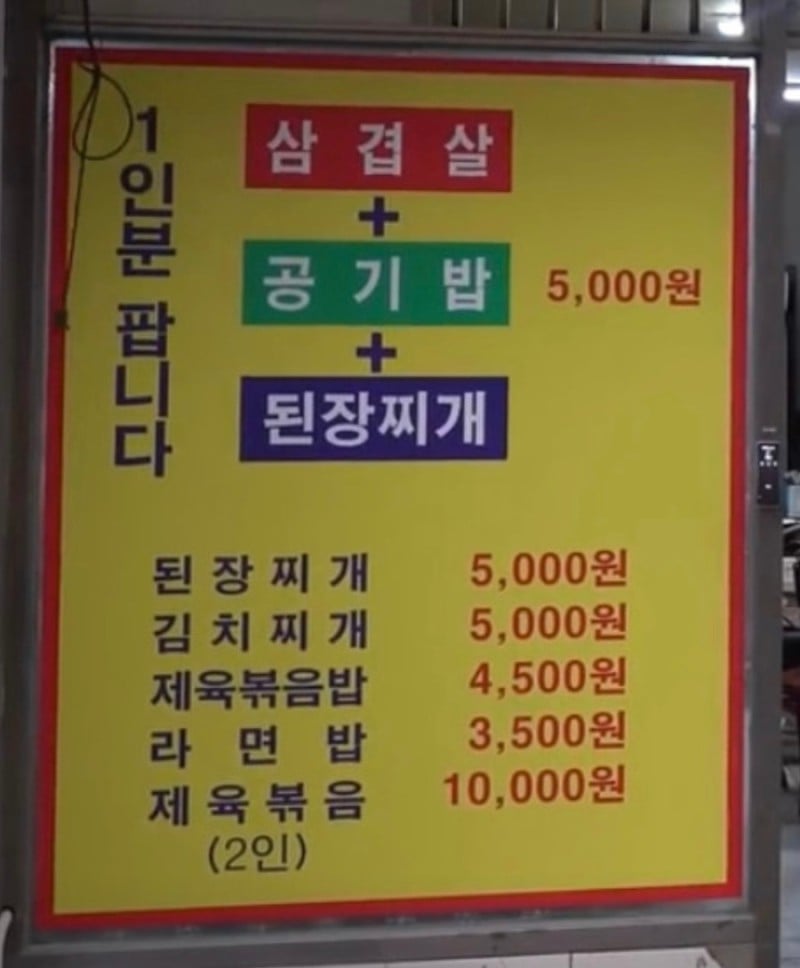 1인분 팝니다
삼겹살
+
공기밥 5,000원
+
된장찌개
된장찌개 5,000원
김치찌개 5,000원
제육볶음밥 4,500원
라면밥 3,500원
제육볶음 10,000원
(2인)